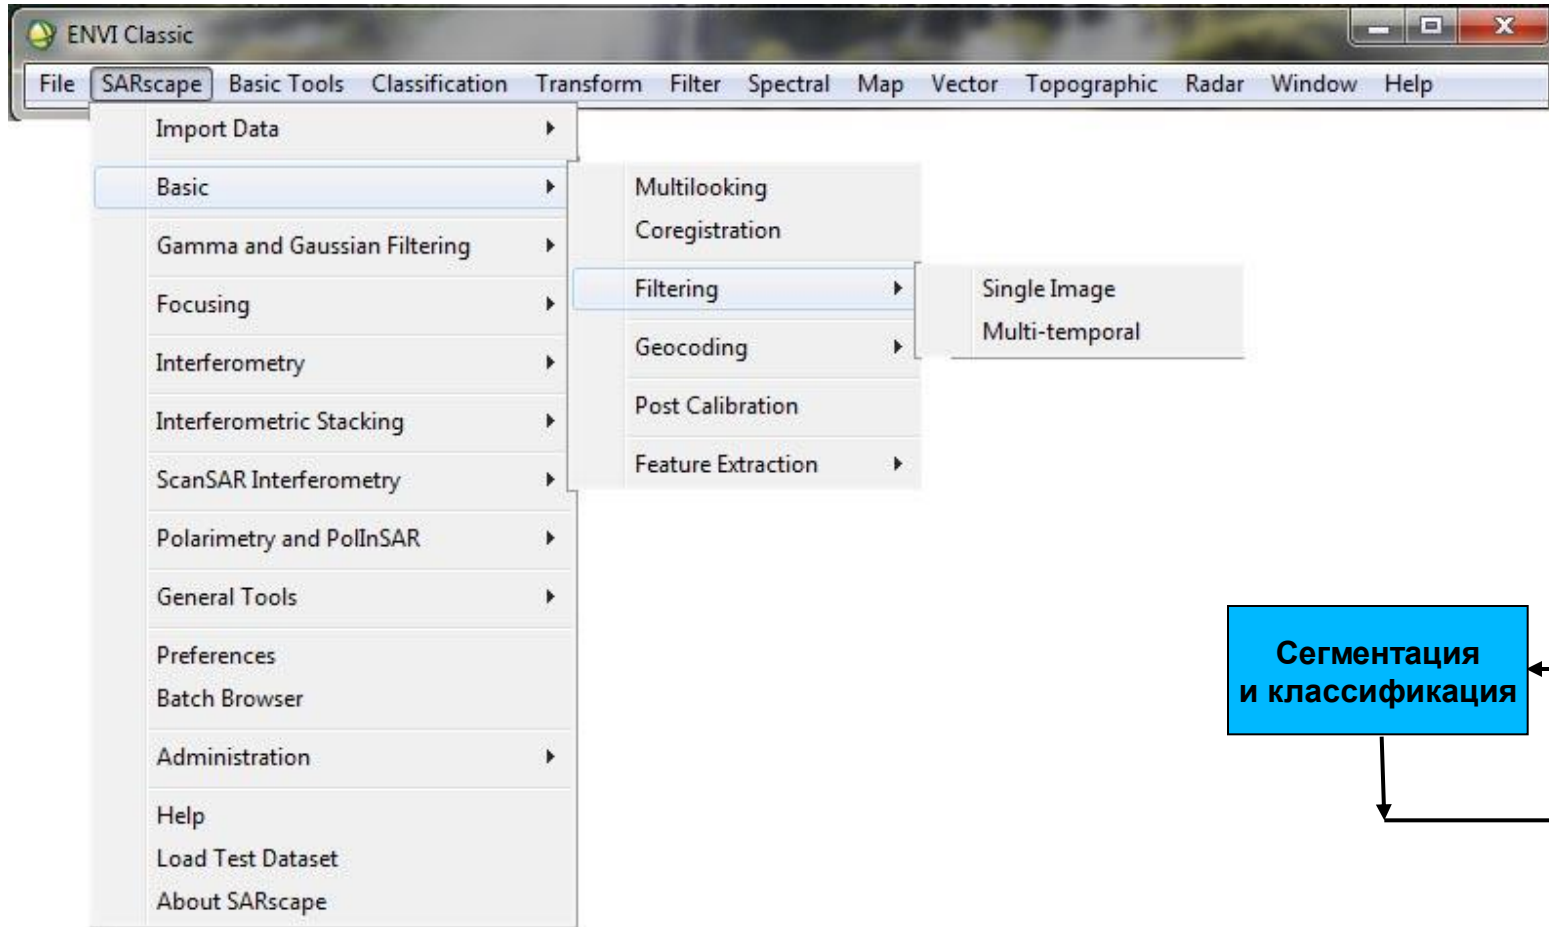 ENVI Classic
File SARscape Basic Tools Classification Transform Filter Spectral Map Vector Topographic Radar Window Help
Import Data
Basic
Gamma and Gaussian Filtering
Focusing
Interferometry
Interferometric Stacking
ScanSAR Interferometry
Polarimetry and PolInSAR
General Tools
Preferences
Batch Browser
Administration
Help
Load Test Dataset
About SARscape
Multilooking
Coregistration
Filtering
Geocoding
Post Calibration
Feature Extraction
Single Image
Multi-temporal
Сегментация
и классификация